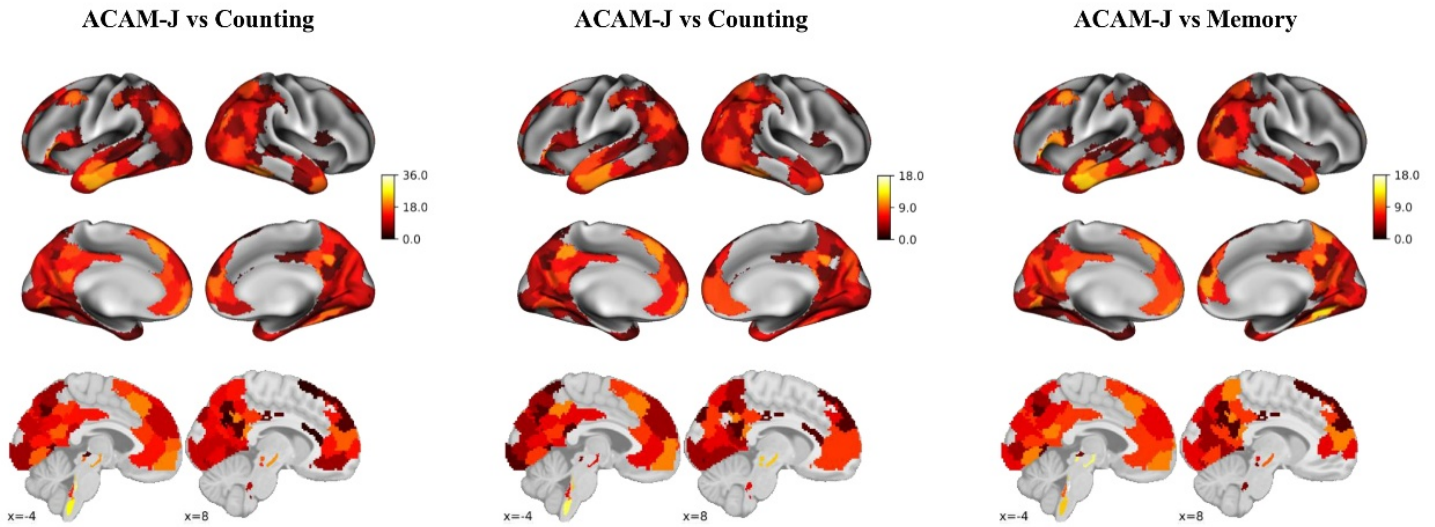 ACAM-J vs Counting
ACAM-J vs Counting
ACAM-J vs Memory
36.0
18.0
0.0
18.0
9.0
0.0
18.0
9.0
0.0
x=-4
x=8
x=-4
x=8
x=-4
x=8